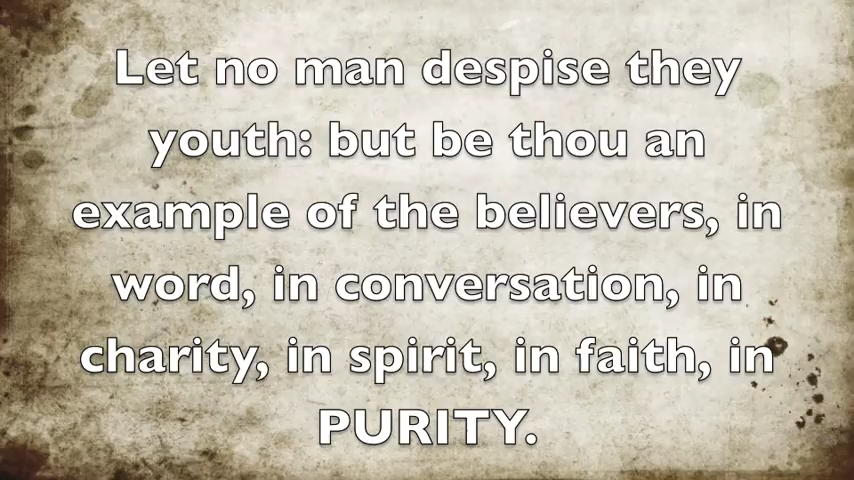 Let no man despise they
youth: but be thou an
example of the believers, in
word, in conversation, in
charity, in spirit, in faith, in
PURITY.